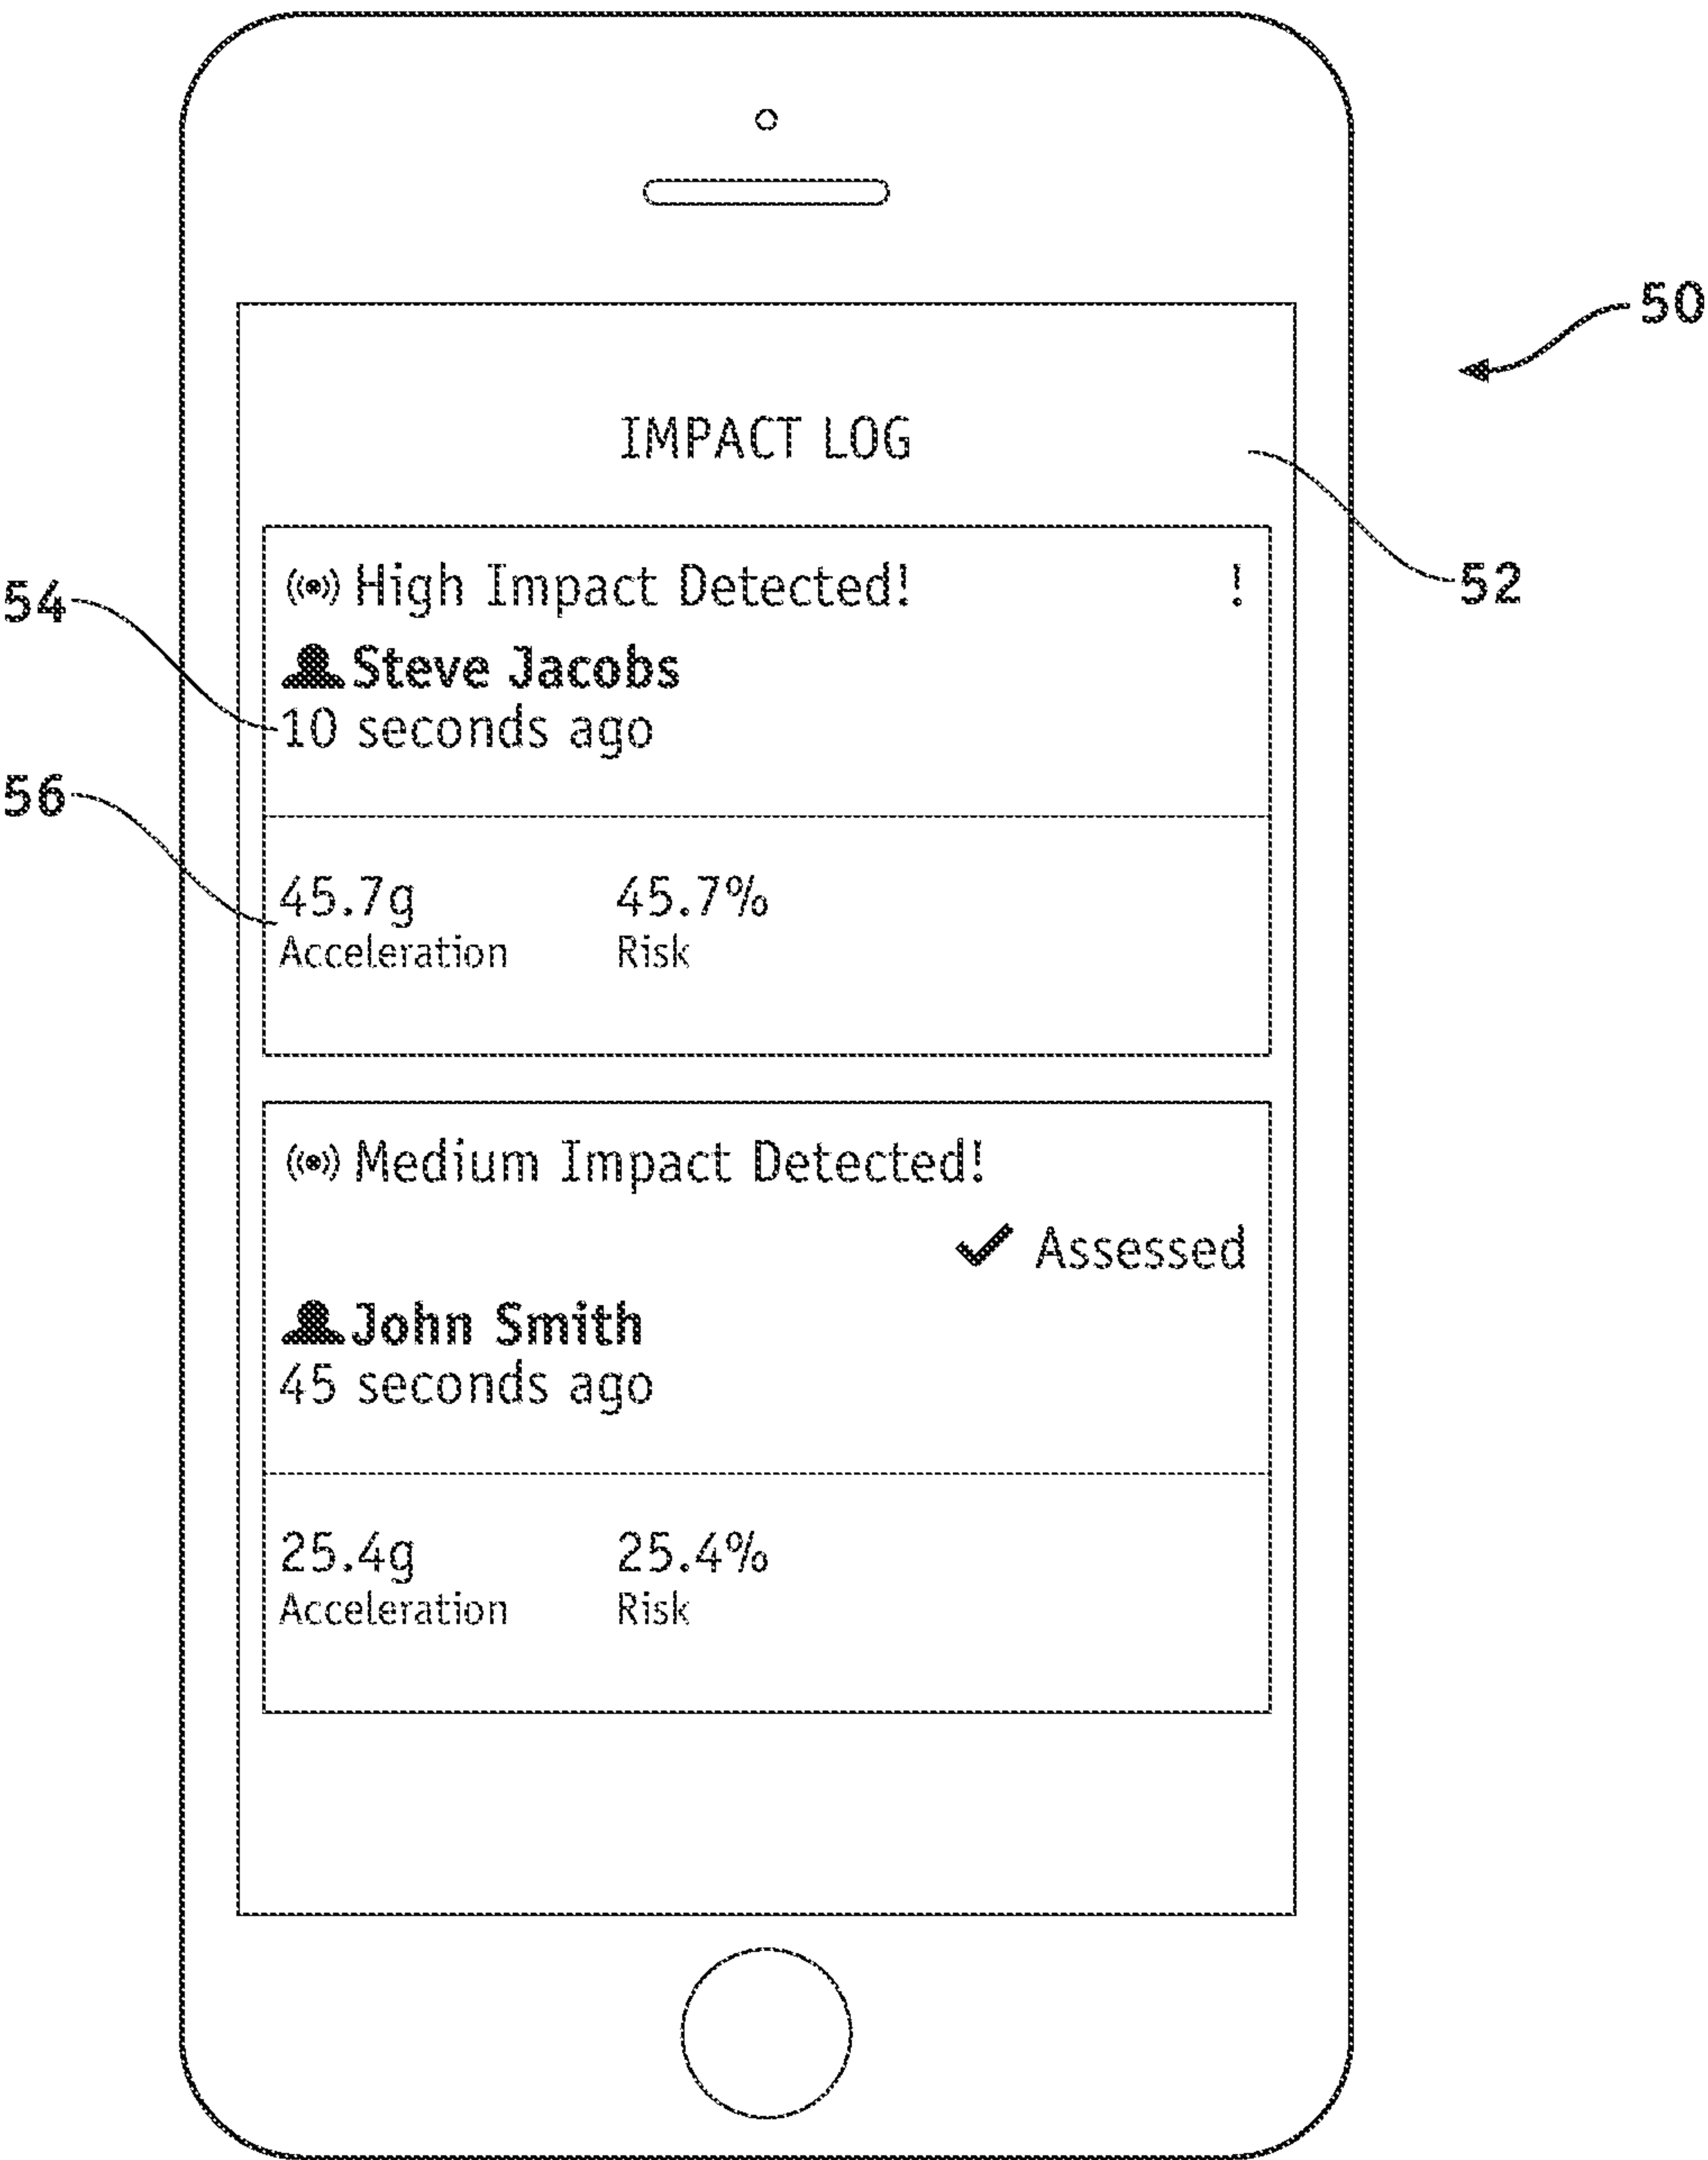 50
IMPACT LOG
52
High Impact Detected! !
54
Steve Jacobs
10 seconds ago
56
45.7g 45.7%
Acceleration Risk
Medium Impact Detected!
Assessed
John Smith
45 seconds ago
25.4g 25.4%
Acceleration Risk